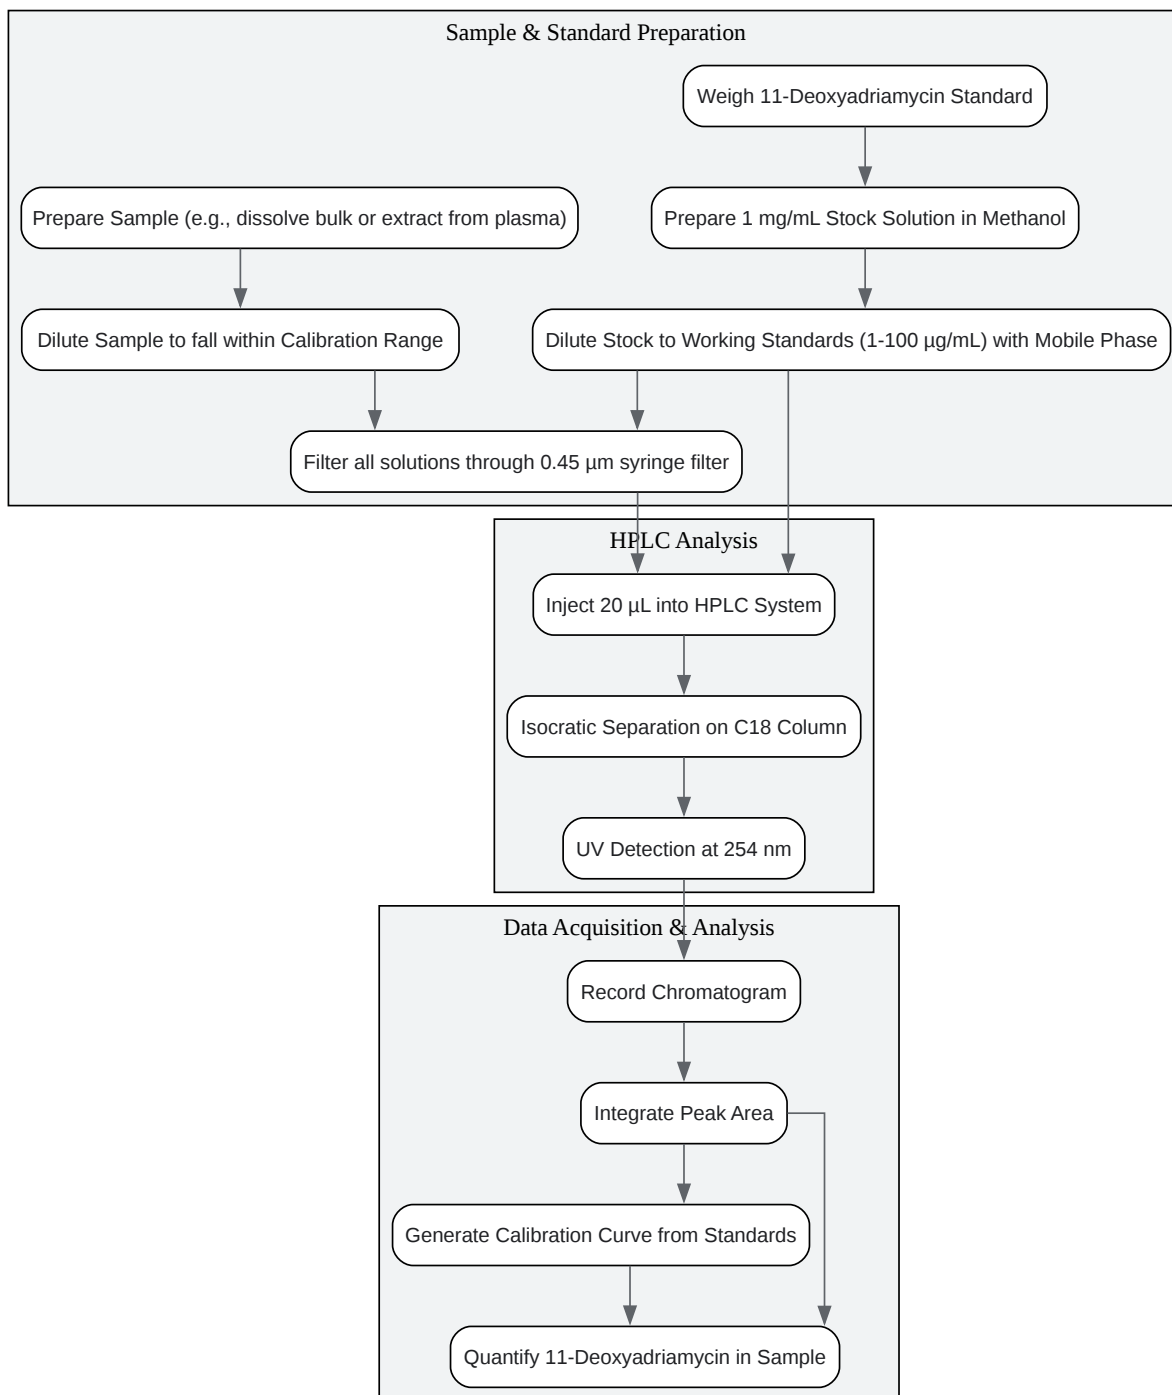 Sample & Standard Preparation
Weigh 11-Deoxyadriamycin Standard
Prepare Sample (e.g., dissolve bulk or extract from plasma)
Prepare 1 mg/mL Stock Solution in Methanol
Dilute Sample to fall within Calibration Range
Dilute Stock to Working Standards (1-100 µg/mL) with Mobile Phase
Filter all solutions through 0.45 µm syringe filter
HPLC Analysis
Inject 20 µL into HPLC System
Isocratic Separation on C18 Column
UV Detection at 254 nm
Data Acquisition & Analysis
Record Chromatogram
Integrate Peak Area
Generate Calibration Curve from Standards
Quantify 11-Deoxyadriamycin in Sample